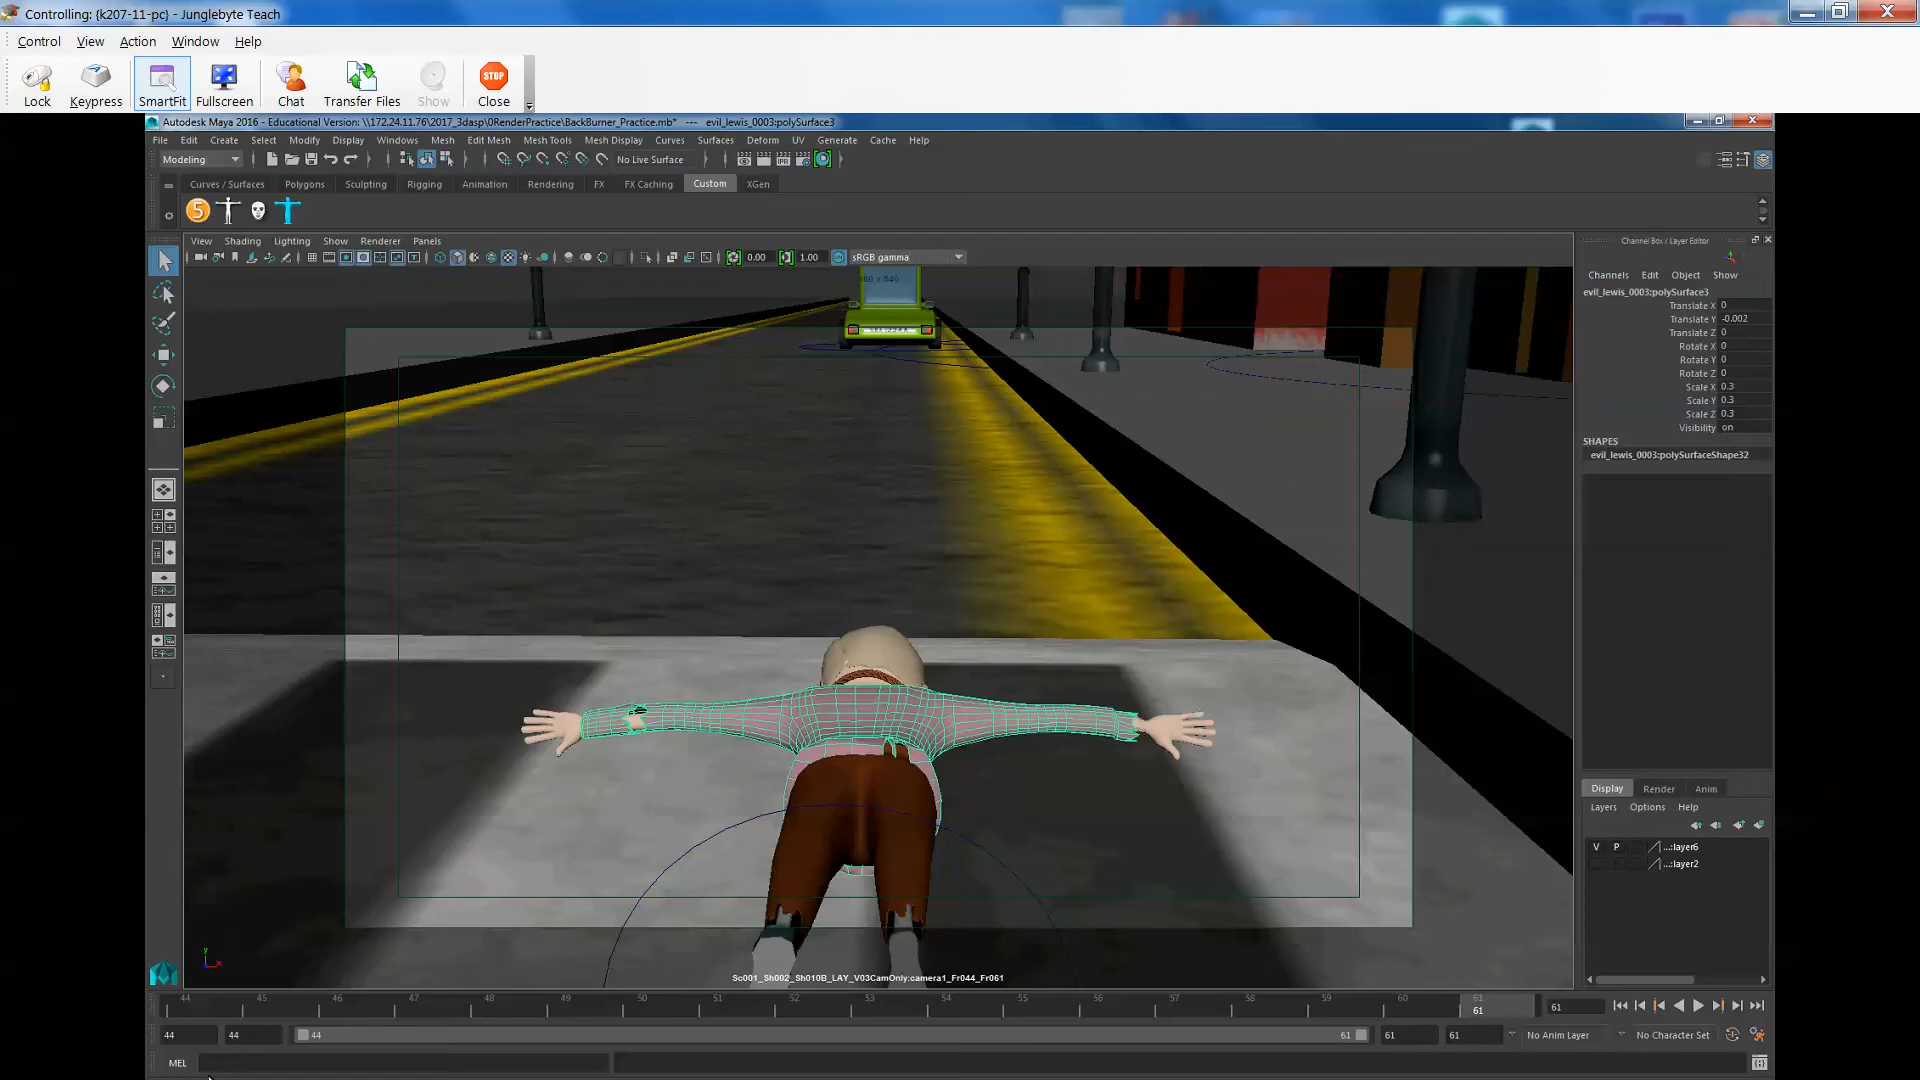 Controlling: {k207-11-pc} - Junglebyte Teach
Control View Action Window Help
Lock Keypress SmartFit Fullscreen Chat Transfer Files Show STOP Close
Autodesk Maya 2016 - Educational Version: \\172.24.11.76\2017_3dasp\0RenderPractice\BackBurner_Practice.mb* --- evil_lewis_0003:polySurface3
File Edit Create Select Modify Display Windows Mesh Edit Mesh Mesh Tools Mesh Display Curves Surfaces Deform UV Generate Cache Help
Modeling No Live Surface
Curves / Surfaces Polygons Sculpting Rigging Animation Rendering FX FX Caching Custom XGen
5
View Shading Lighting Show Renderer Panels
0.00 1.00 sRGB gamma
Channel Box / Layer Editor
Channels Edit Object Show
evil_lewis_0003:polySurface3
Translate X 0
Translate Y -0.002
Translate Z 0
Rotate X 0
Rotate Y 0
Rotate Z 0
Scale X 0.3
Scale Y 0.3
Scale Z 0.3
Visibility on
SHAPES
evil_lewis_0003:polySurfaceShape32
Display Render Anim
Layers Options Help
V P ...:layer6
...:layer2
y
x
Sc001_Sh002_Sh010B_LAY_V03CamOnly:camera1_Fr044_Fr061
44 45 46 47 48 49 50 51 52 53 54 55 56 57 58 59 60 61
61 61
44 44 44 61 61 61 No Anim Layer No Character Set
MEL